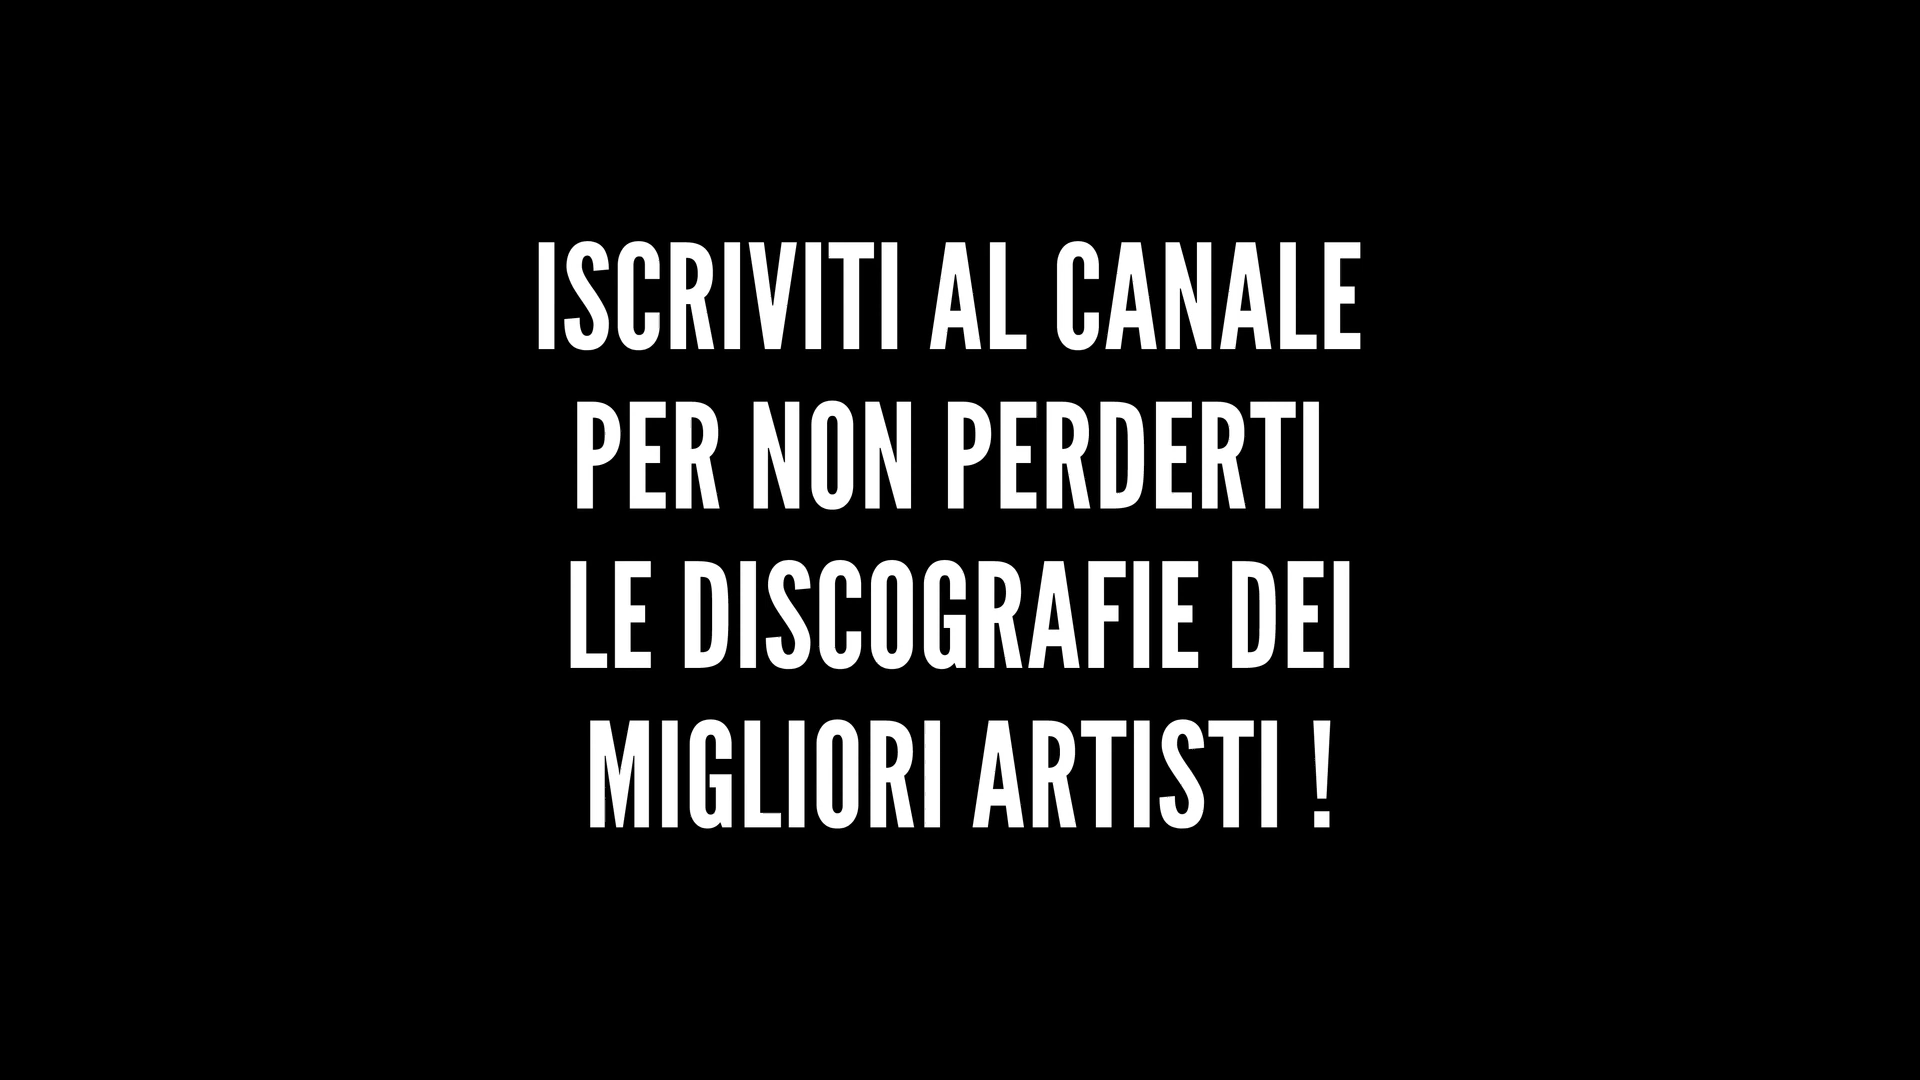 ISCRIVITI AL CANALE
PER NON PERDERTI
LE DISCOGRAFIE DEI
MIGLIORI ARTISTI !